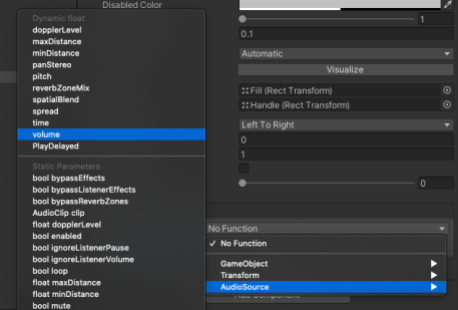 Disabled Color
1
0.1
Automatic
Visualize
Fill (Rect Transform)
Handle (Rect Transform)
Left To Right
0
1
0
No Function
No Function
GameObject
Transform
AudioSource
Dynamic float
dopplerLevel
maxDistance
minDistance
panStereo
pitch
reverbZoneMix
spatialBlend
spread
time
volume
PlayDelayed
Static Parameters
bool bypassEffects
bool bypassListenerEffects
bool bypassReverbZones
AudioClip clip
float dopplerLevel
bool enabled
bool ignoreListenerPause
bool ignoreListenerVolume
bool loop
float maxDistance
float minDistance
bool mute